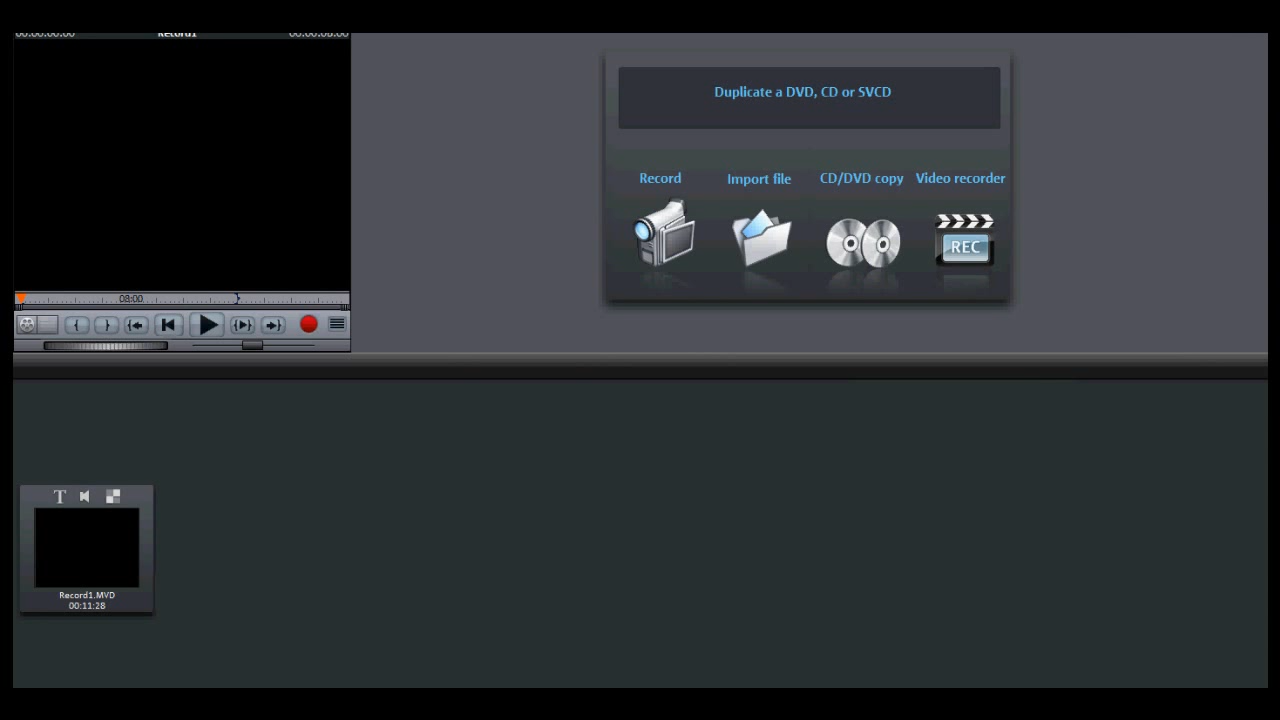 Record1
Duplicate a DVD, CD or SVCD
Record
Import file
CD/DVD copy
Video recorder
REC
08:00
T
Record1.MVD
00:11:28